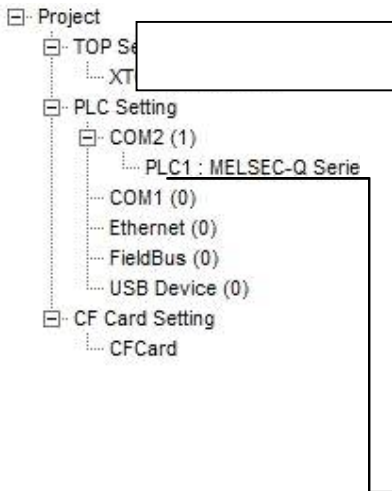 Project
TOP
PLC Setting
COM2 (1)
PLC1 : MELSEC-Q Serie
COM1 (0)
Ethernet (0)
FieldBus (0)
USB Device (0)
CF Card Setting
CFCard